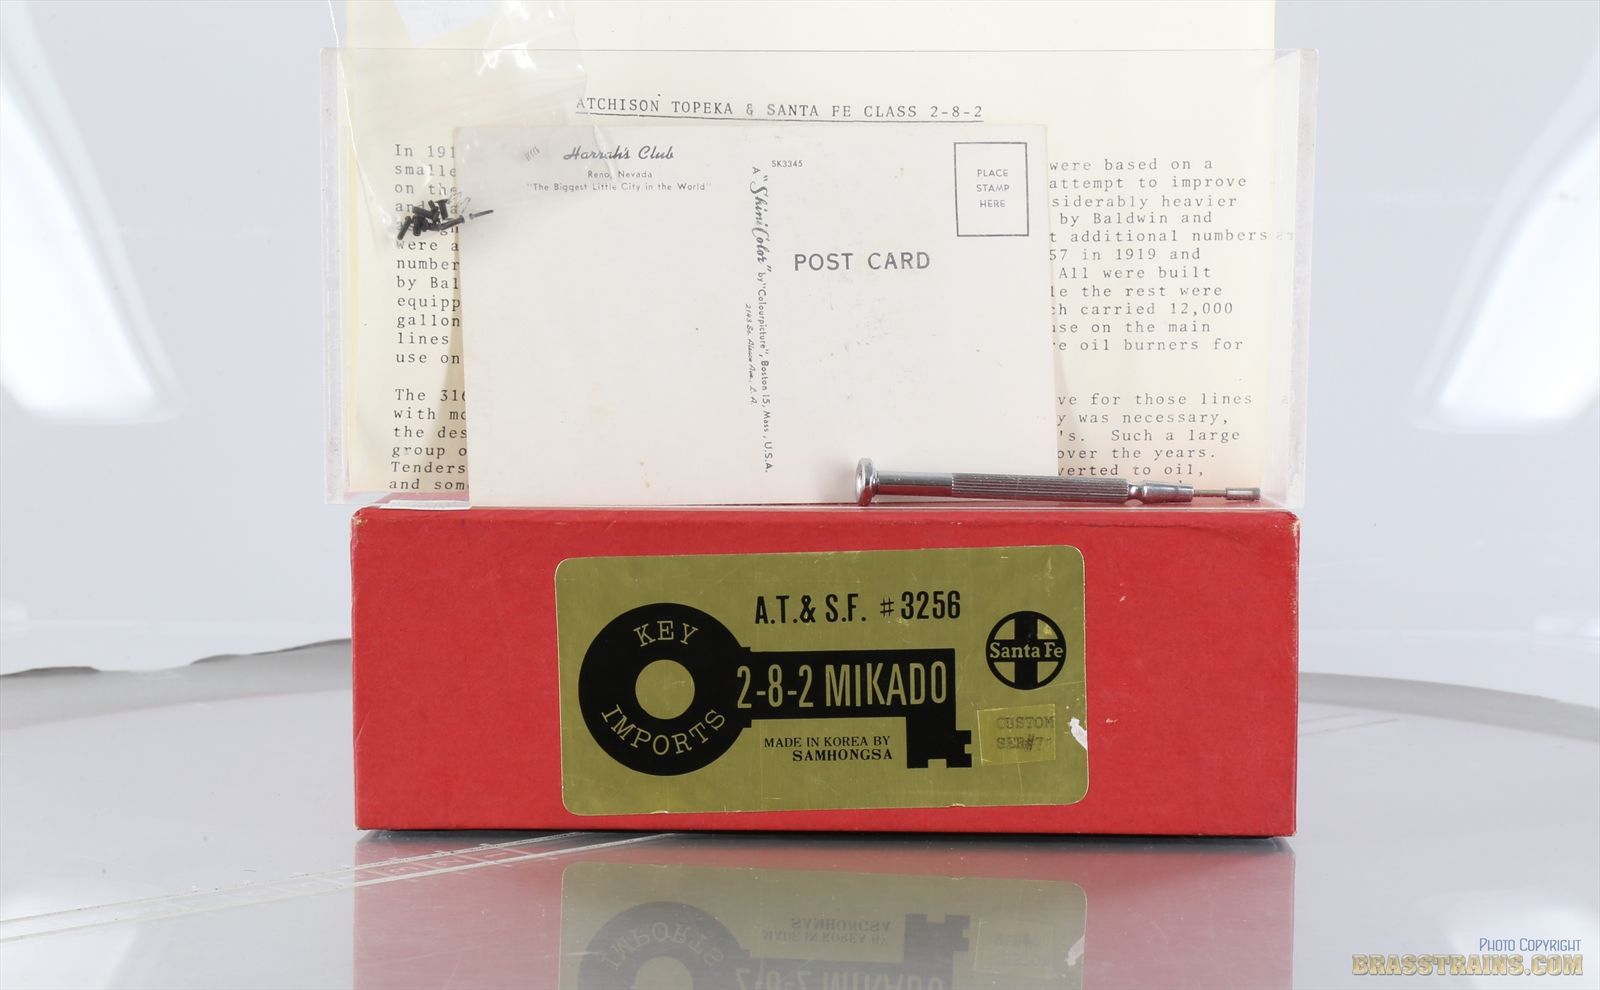 ATCHISON TOPEKA & SANTA FE CLASS 2-8-2
In 191
smalle
on the
and
were a
number
by Bal
equipp
gallon
lines
use on
The 316
with mo
the des
group o
Tenders
and som
were based on a
attempt to improve
siderably heavier
by Baldwin and
t additional numbers
57 in 1919 and
All were built
le the rest were
ch carried 12,000
use on the main
re oil burners for
ve for those lines
y was necessary,
's. Such a large
over the years.
verted to oil,
Harrah's Club
Reno, Nevada
"The Biggest Little City in the World"
SK3345
A "ShiniColor" by "Colourpicture", Boston 15, Mass., U.S.A.
POST CARD
PLACE
STAMP
HERE
A.T.& S.F. #3256
KEY
IMPORTS
2-8-2 MIKADO
Santa Fe
MADE IN KOREA BY
SAMHONGSA
CUSTOM
SER#7
PHOTO COPYRIGHT
BRASSTRAINS.COM